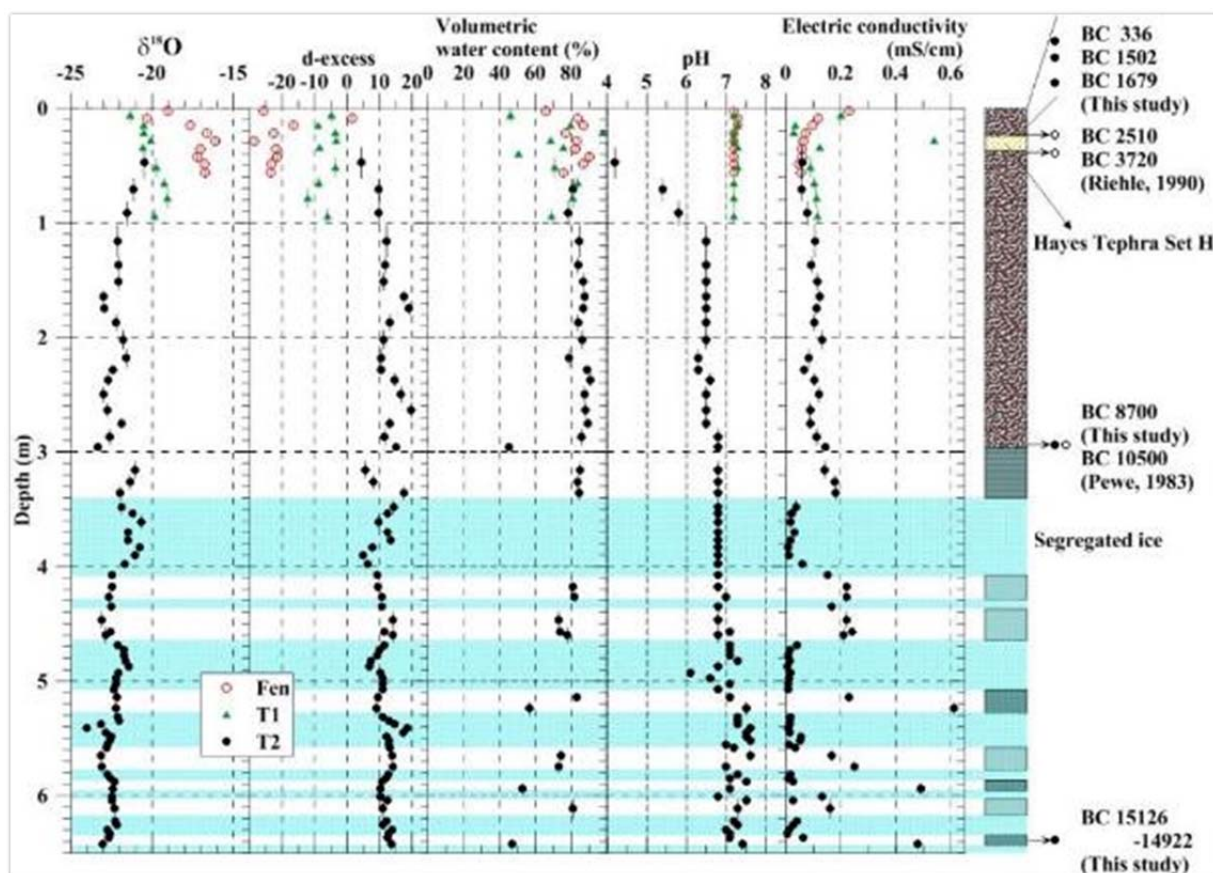 δ¹⁸O
d-excess
Volumetric
water content (%)
pH
Electric conductivity
(mS/cm)
-25 -20 -15
-20 -10 0 10 20
0 20 40 60 80
4 5 6 7 8
0 0.2 0.4 0.6
Depth (m)
0
1
2
3
4
5
6
Fen
T1
T2
BC 336
BC 1502
BC 1679
(This study)
BC 2510
BC 3720
(Riehle, 1990)
Hayes Tephra Set H
BC 8700
(This study)
BC 10500
(Pewe, 1983)
Segregated ice
BC 15126
-14922
(This study)